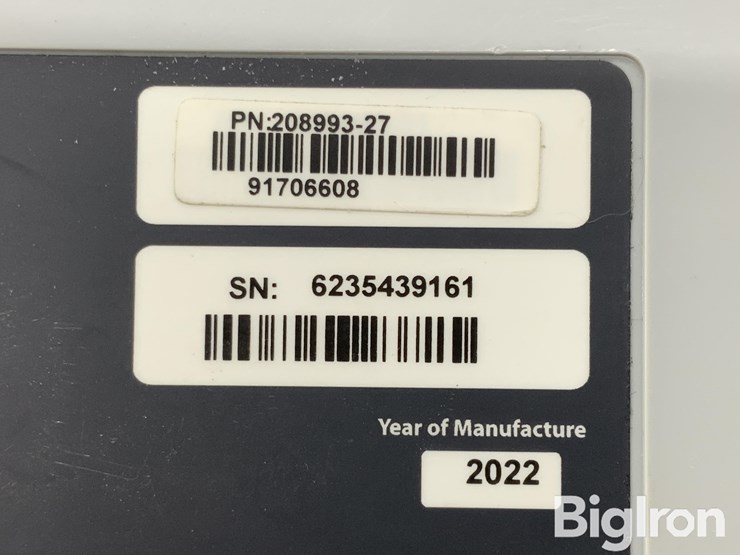 PN:208993-27
91706608
SN: 6235439161
Year of Manufacture
2022
BigIron